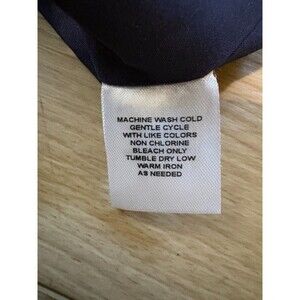 MACHINE WASH COLD
GENTLE CYCLE
WITH LIKE COLORS
NON CHLORINE
BLEACH ONLY
TUMBLE DRY LOW
WARM IRON
AS NEEDED